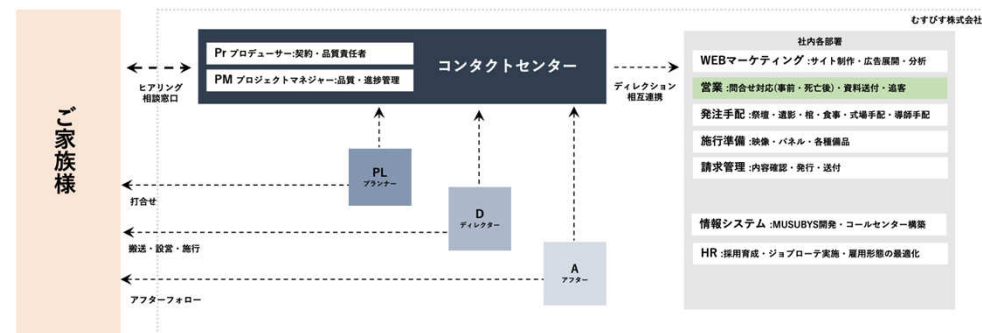 むすびす株式会社
ご家族様
ヒアリング
相談窓口
Pr プロデューサー:契約・品質責任者
PM プロジェクトマネジャー:品質・進捗管理
コンタクトセンター
ディレクション
相互連携
社内各部署
WEBマーケティング :サイト制作・広告展開・分析
営業 :問合せ対応(事前・死亡後)・資料送付・追客
発注手配 :祭壇・遺影・棺・食事・式場手配・導師手配
施行準備 :映像・パネル・各種備品
請求管理 :内容確認・発行・送付
情報システム :MUSUBYS開発・コールセンター構築
HR :採用育成・ジョブローテ実施・雇用形態の最適化
PL
プランナー
打合せ
D
ディレクター
搬送・設営・施行
A
アフター
アフターフォロー